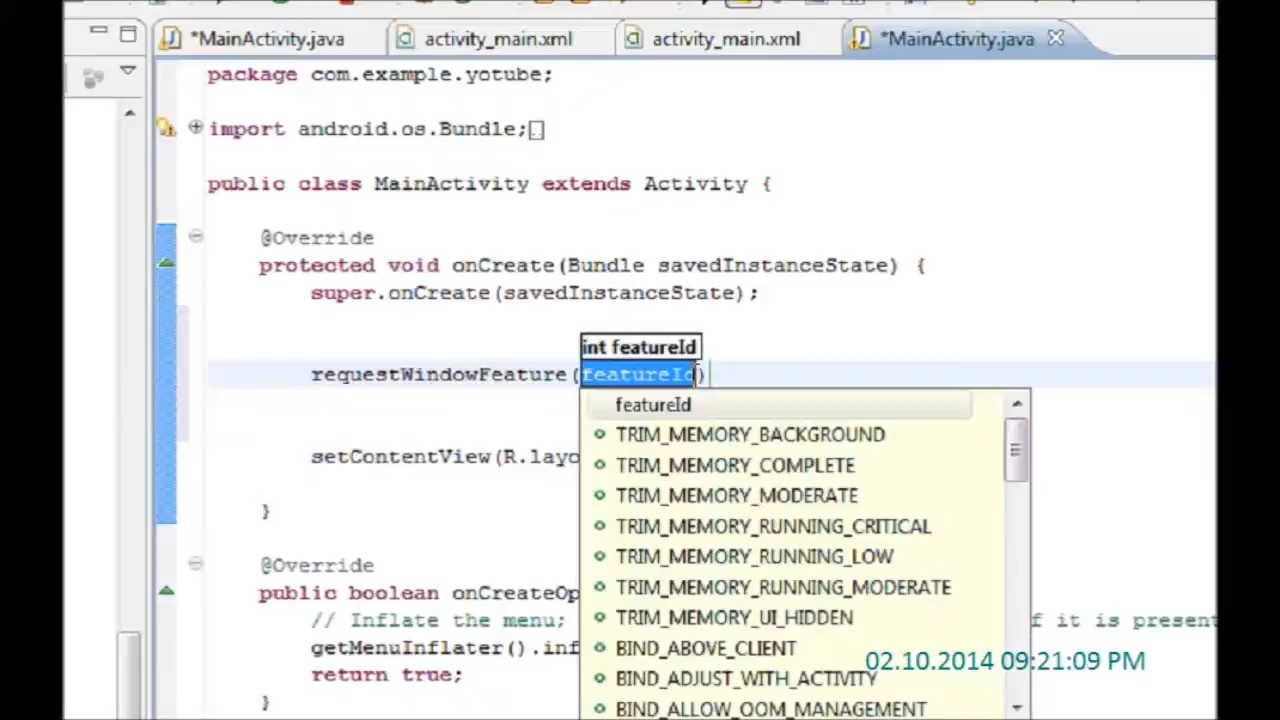 *MainActivity.java
activity_main.xml
activity_main.xml
*MainActivity.java
package com.example.yotube;
import android.os.Bundle;
public class MainActivity extends Activity {
@Override
protected void onCreate(Bundle savedInstanceState) {
super.onCreate(savedInstanceState);
int featureId
requestWindowFeature(featureId)
featureId
TRIM_MEMORY_BACKGROUND
setContentView(R.layo
TRIM_MEMORY_COMPLETE
TRIM_MEMORY_MODERATE
}
TRIM_MEMORY_RUNNING_CRITICAL
TRIM_MEMORY_RUNNING_LOW
@Override
TRIM_MEMORY_RUNNING_MODERATE
public boolean onCreateOp
TRIM_MEMORY_UI_HIDDEN
// Inflate the menu; f it is present
getMenuInflater().inf
BIND_ABOVE_CLIENT
02.10.2014 09:21:09 PM
return true;
BIND_ADJUST_WITH_ACTIVITY
}
BIND_ALLOW_OOM_MANAGEMENT